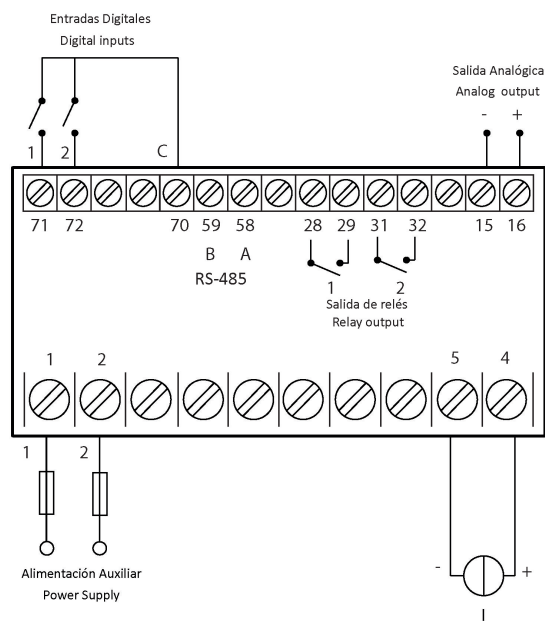 Entradas Digitales
Digital inputs
Salida Analógica
Analog output
- +
1 2 C
71 72 70 59 58 28 29 31 32 15 16
B A
RS-485
1 2
Salida de relés
Relay output
1 2 5 4
1 2
- +
Alimentación Auxiliar
Power Supply
I